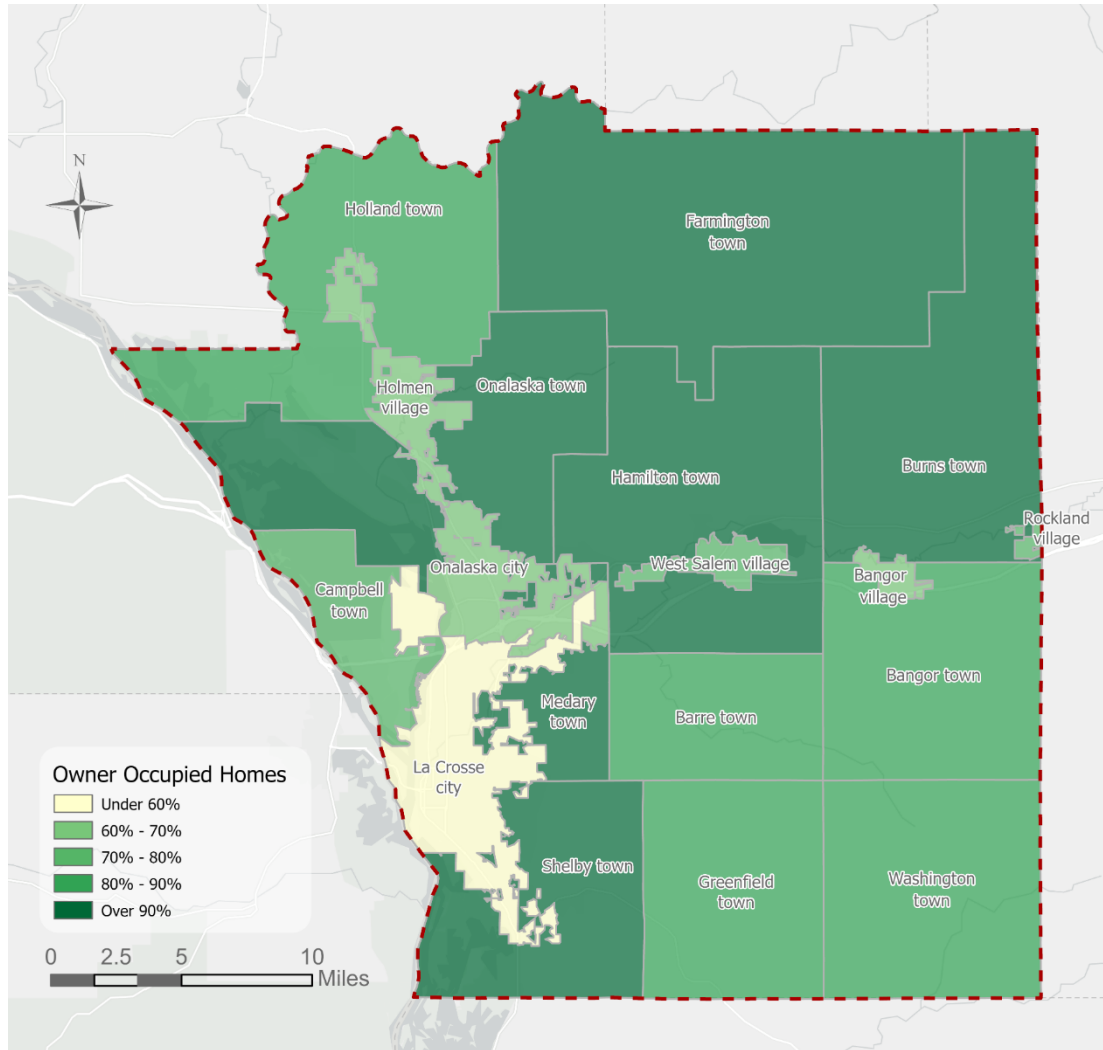 N
Holland town
Farmington
town
Holmen
village
Onalaska town
Hamilton town
Burns town
Rockland
village
Onalaska city
West Salem village
Bangor
village
Campbell
town
Bangor town
Medary
town
Barre town
La Crosse
city
Shelby town
Greenfield
town
Washington
town
Owner Occupied Homes
Under 60%
60% - 70%
70% - 80%
80% - 90%
Over 90%
0 2.5 5 10
Miles